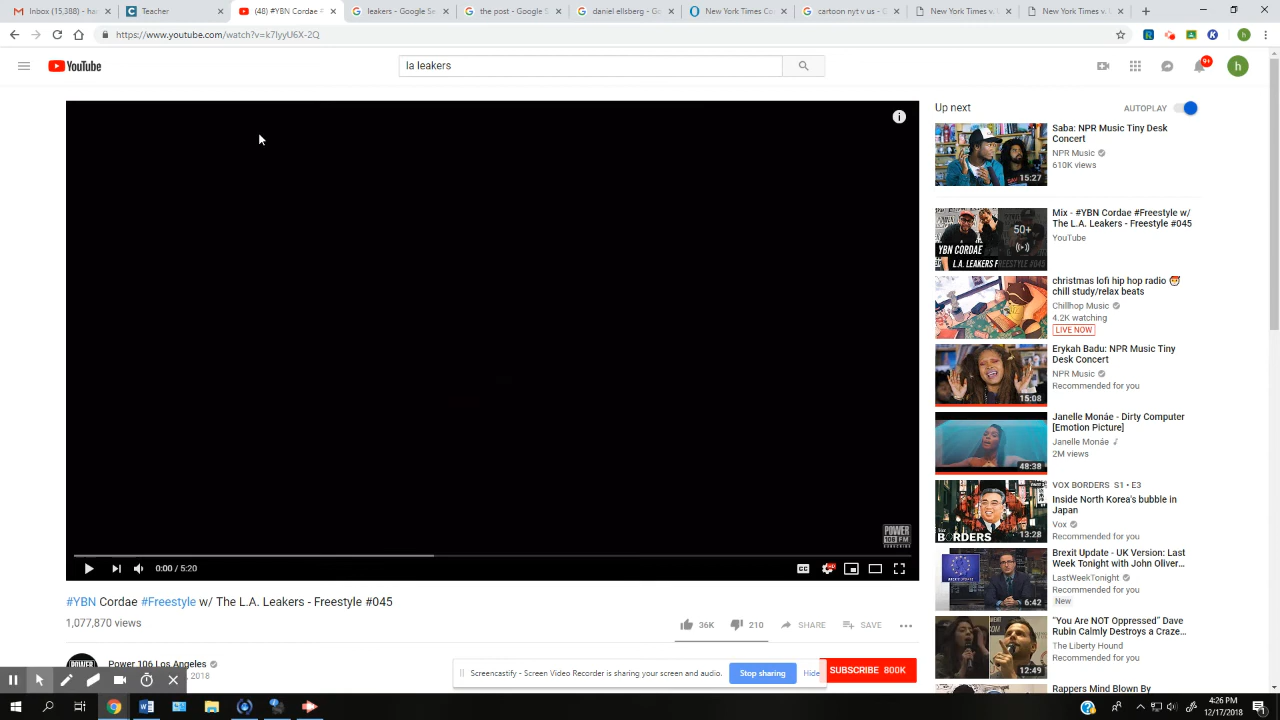 Inbox (15,388) - ha
Teacher
(48) #YBN Cordae #
leakers - Google Se
the post - Google S
daniel ellsberg - Go
New York Times Co
cartoon nyt v us - G
New York Times v. U
New York Times v. U
https://www.youtube.com/watch?v=k7IyyU6X-2Q
YouTube
la leakers
9+
h
Up next
AUTOPLAY
Saba: NPR Music Tiny Desk
Concert
NPR Music
610K views
15:27
Mix - #YBN Cordae #Freestyle w/
The L.A. Leakers - Freestyle #045
YouTube
50+
YBN CORDAE
L.A. LEAKERS FREESTYLE #045
christmas lofi hip hop radio
chill study/relax beats
Chillhop Music
4.2K watching
LIVE NOW
Erykah Badu: NPR Music Tiny
Desk Concert
NPR Music
Recommended for you
15:08
Janelle Monáe - Dirty Computer
[Emotion Picture]
Janelle Monáe
2M views
48:38
VOX BORDERS S1 • E3
Inside North Korea's bubble in
Japan
Vox
Recommended for you
BORDERS
13:28
Brexit Update - UK Version: Last
Week Tonight with John Oliver...
LastWeekTonight
Recommended for you
New
6:42
"You Are NOT Oppressed" Dave
Rubin Calmly Destroys a Craze...
The Liberty Hound
Recommended for you
12:49
Rappers Mind Blown By
POWER
106 FM
0:00 / 5:20
CC
#YBN Cordae #Freestyle w/ The L.A. Leakers - Freestyle #045
1,077,870 views
36K
210
SHARE
SAVE
Power 106 Los Angeles
2018
Screencastify - Screen Video Recorder is sharing your screen and audio.
Stop sharing
Hide
SUBSCRIBE 800K
4:26 PM
12/17/2018